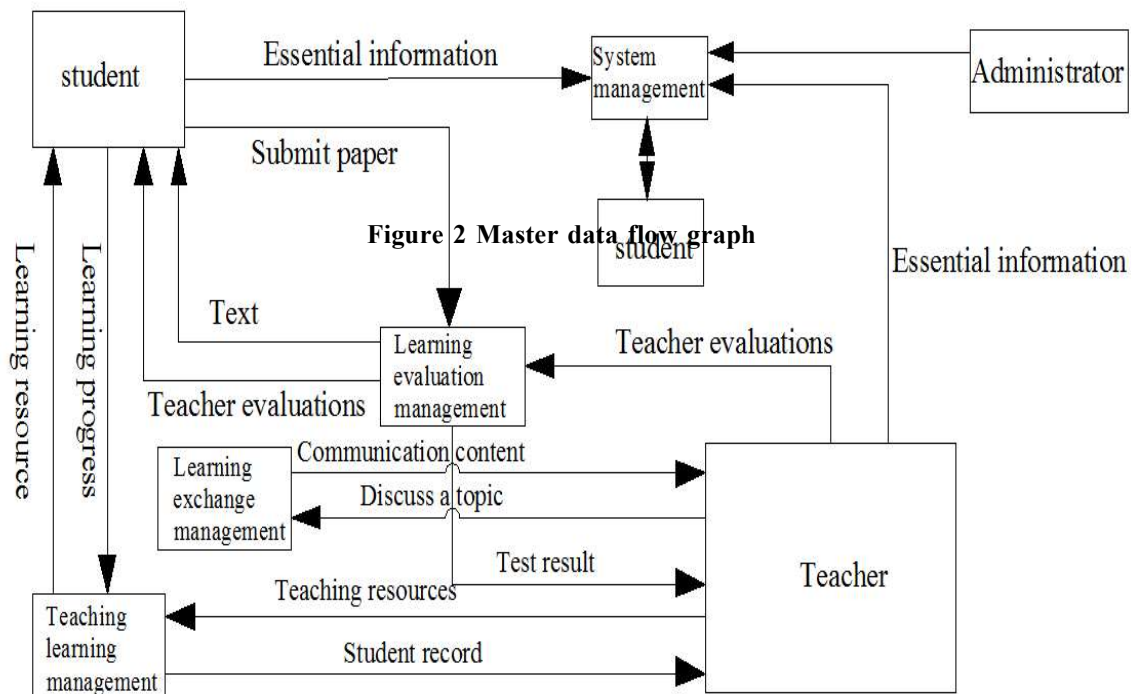 student
Essential information
System
management
Administrator
Submit paper
Figure 2 Master data flow graph
student
Essential information
Learning resource
Learning progress
Text
Learning
evaluation
management
Teacher evaluations
Teacher evaluations
Communication content
Learning
exchange
management
Discuss a topic
Test result
Teacher
Teaching resources
Teaching
learning
management
Student record